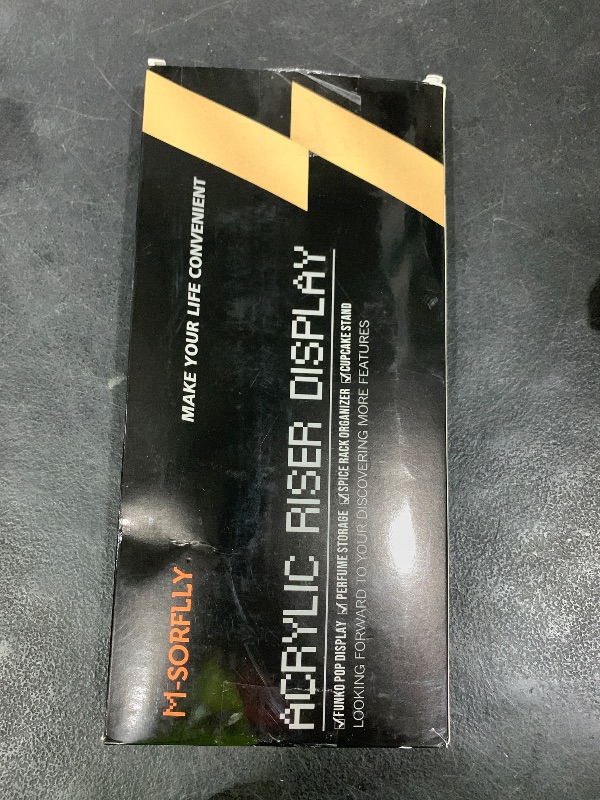 M-SORFLLY
MAKE YOUR LIFE CONVENIENT
ACRYLIC RISER DISPLAY
☑FUNKO POP DISPLAY ☑PERFUME STORAGE ☑SPICE RACK ORGANIZER ☑CUPCAKE STAND
LOOKING FORWARD TO YOUR DISCOVERING MORE FEATURES